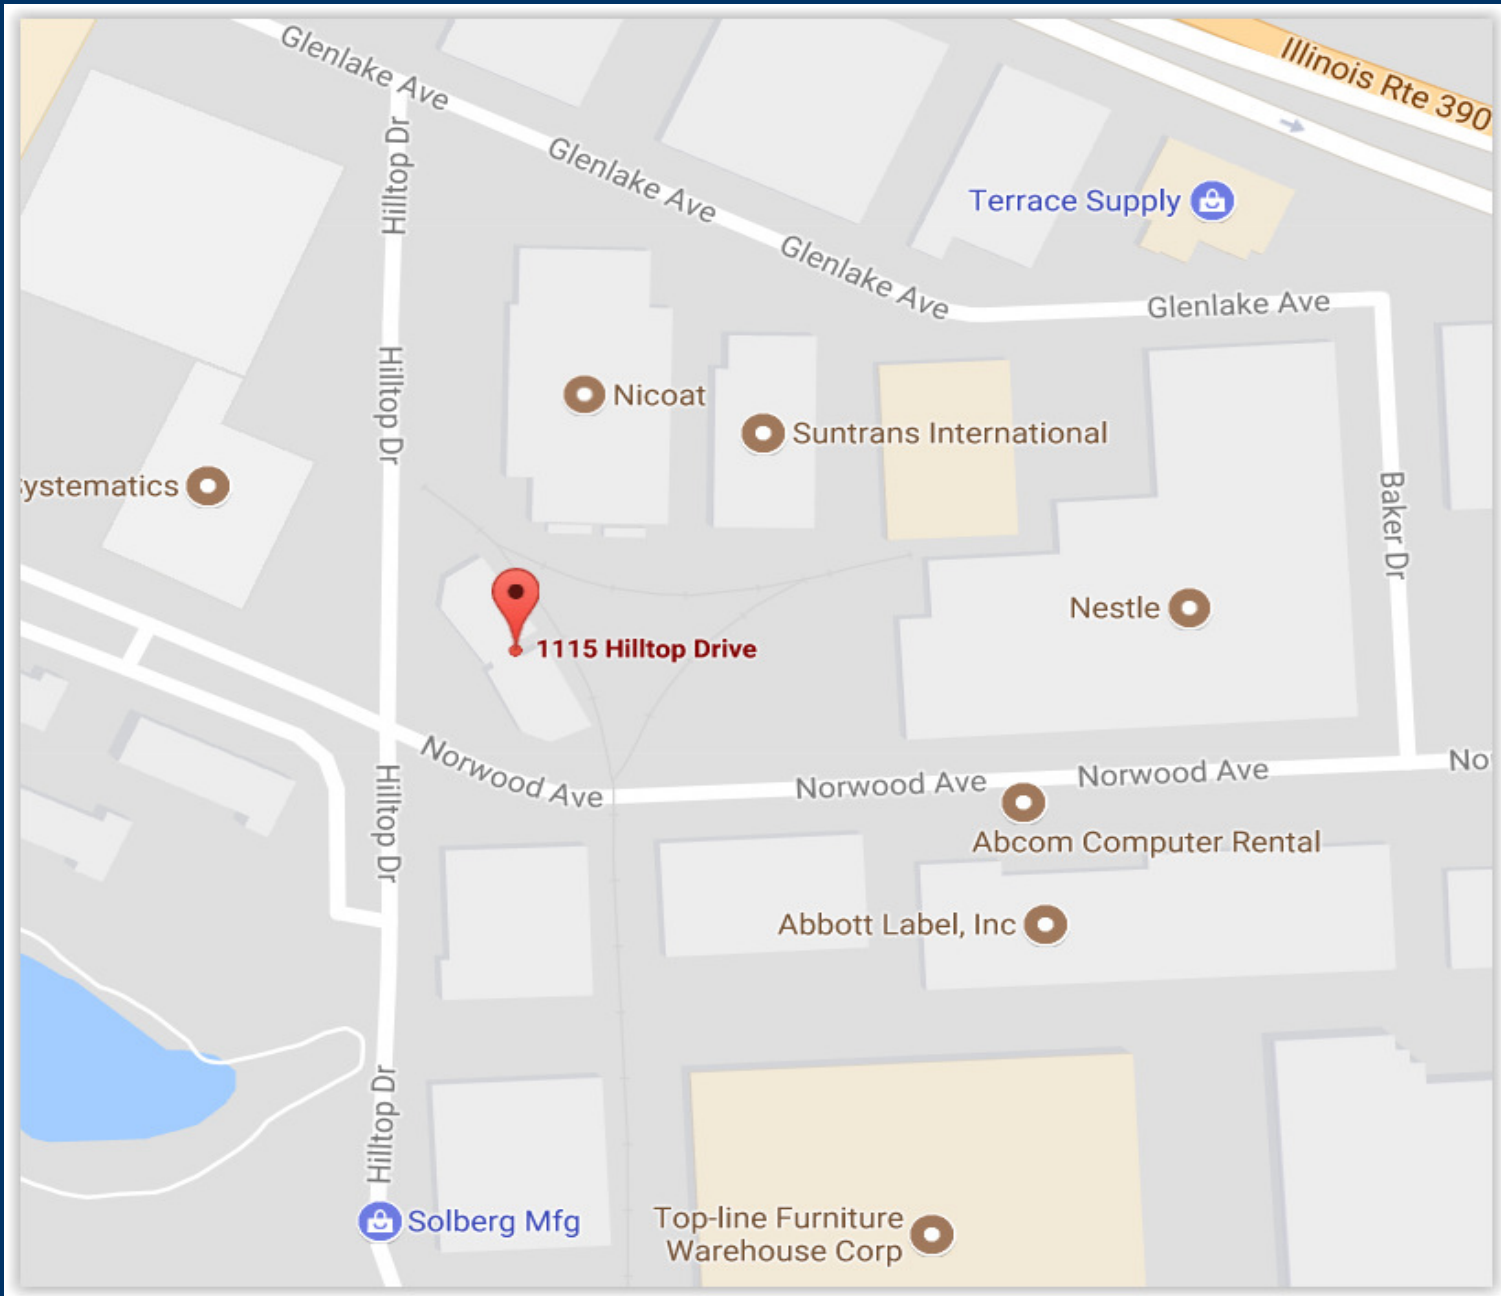 Glenlake Ave
Illinois Rte 390
Hilltop Dr
Glenlake Ave
Terrace Supply
Glenlake Ave
Glenlake Ave
Hilltop Dr
Nicoat
Suntrans International
ystematics
Baker Dr
Nestle
1115 Hilltop Drive
Norwood Ave
Norwood Ave
Norwood Ave
No
Hilltop Dr
Abcom Computer Rental
Abbott Label, Inc
Hilltop Dr
Solberg Mfg
Top-line Furniture
Warehouse Corp